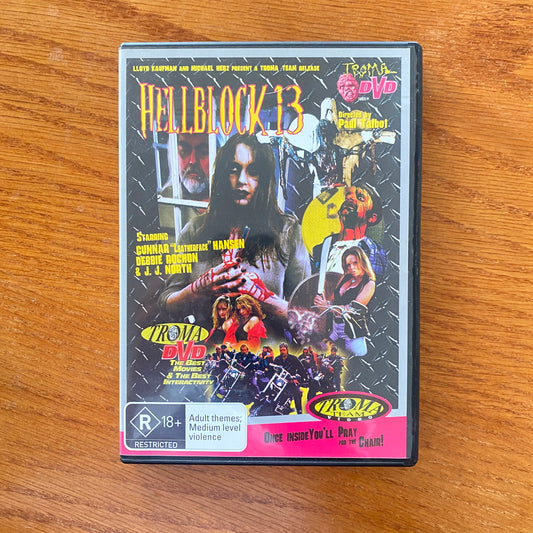 LLOYD KAUFMAN AND MICHAEL HERZ PRESENT A TROMA TEAM RELEASE
TROMA
DVD
HELLBLOCK 13
Directed by
Paul Talbot
STARRING
GUNNAR "LEATHERFACE" HANSEN
DEBBIE ROCHON
& J. J. NORTH
TROMA
DVD
THE BEST
MOVIES
& THE BEST
INTERACTIVITY
R 18+
RESTRICTED
Adult themes;
Medium level
violence
TROMA
TEAM
VIDEO
ONCE INSIDE YOU'LL PRAY FOR THE CHAIR!